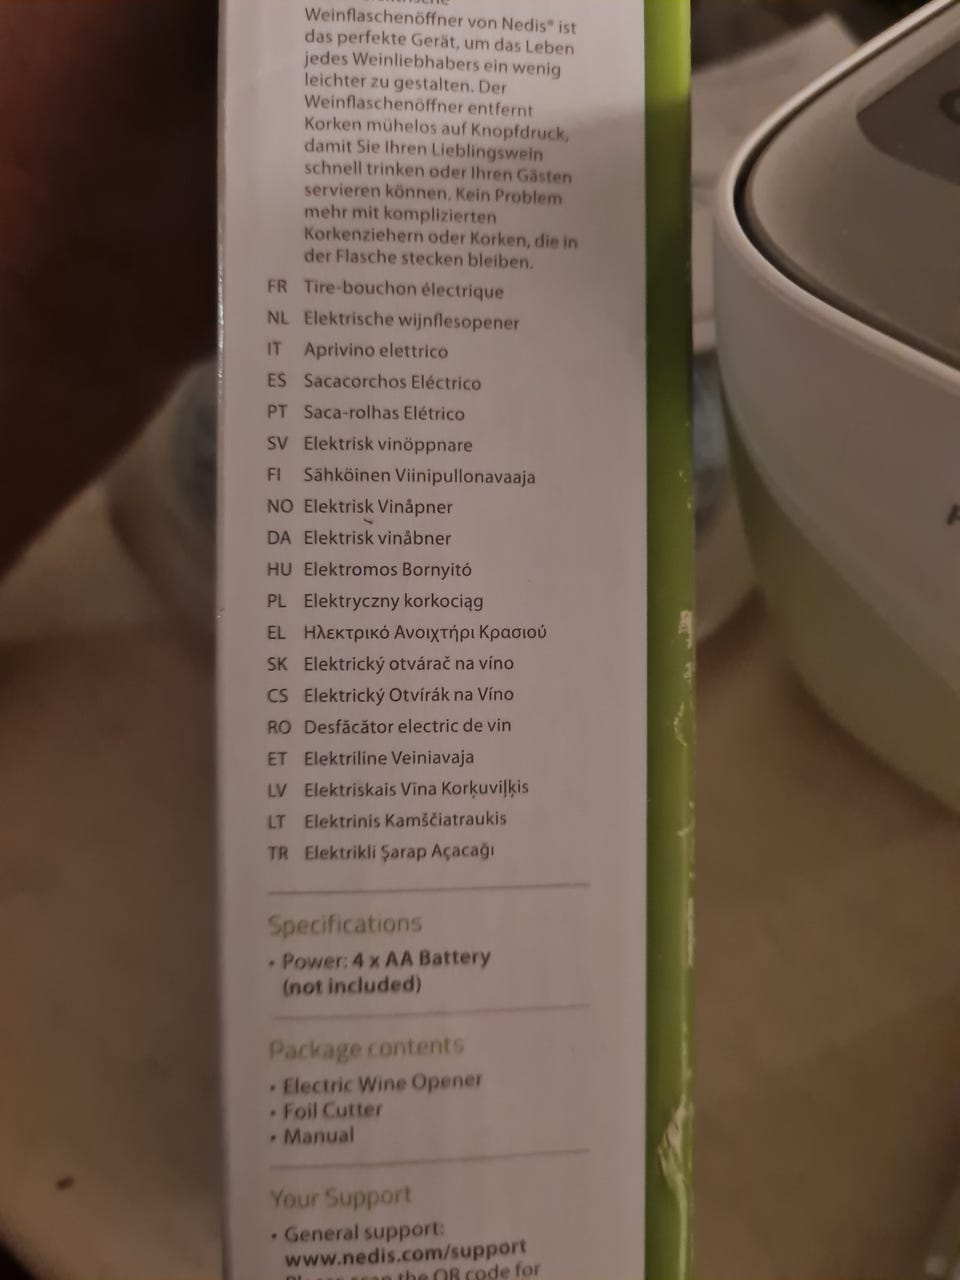 Weinflaschenöffner von Nedis® ist
das perfekte Gerät, um das Leben
jedes Weinliebhabers ein wenig
leichter zu gestalten. Der
Weinflaschenöffner entfernt
Korken mühelos auf Knopfdruck,
damit Sie Ihren Lieblingswein
schnell trinken oder Ihren Gästen
servieren können. Kein Problem
mehr mit komplizierten
Korkenziehern oder Korken, die in
der Flasche stecken bleiben.
FR Tire-bouchon électrique
NL Elektrische wijnflesopener
IT Aprivino elettrico
ES Sacacorchos Eléctrico
PT Saca-rolhas Elétrico
SV Elektrisk vinöppnare
FI Sähköinen Viinipullonavaaja
NO Elektrisk Vinåpner
DA Elektrisk vinåbner
HU Elektromos Bornyitó
PL Elektryczny korkociąg
EL Ηλεκτρικό Ανοιχτήρι Κρασιού
SK Elektrický otvárač na víno
CS Elektrický Otvírák na Víno
RO Desfăcător electric de vin
ET Elektriline Veiniavaja
LV Elektriskais Vīna Korķuviļķis
LT Elektrinis Kamščiatraukis
TR Elektrikli Şarap Açacağı
Specifications
• Power: 4 x AA Battery
(not included)
Package contents
• Electric Wine Opener
• Foil Cutter
• Manual
Your Support
• General support:
www.nedis.com/support
the QR code for